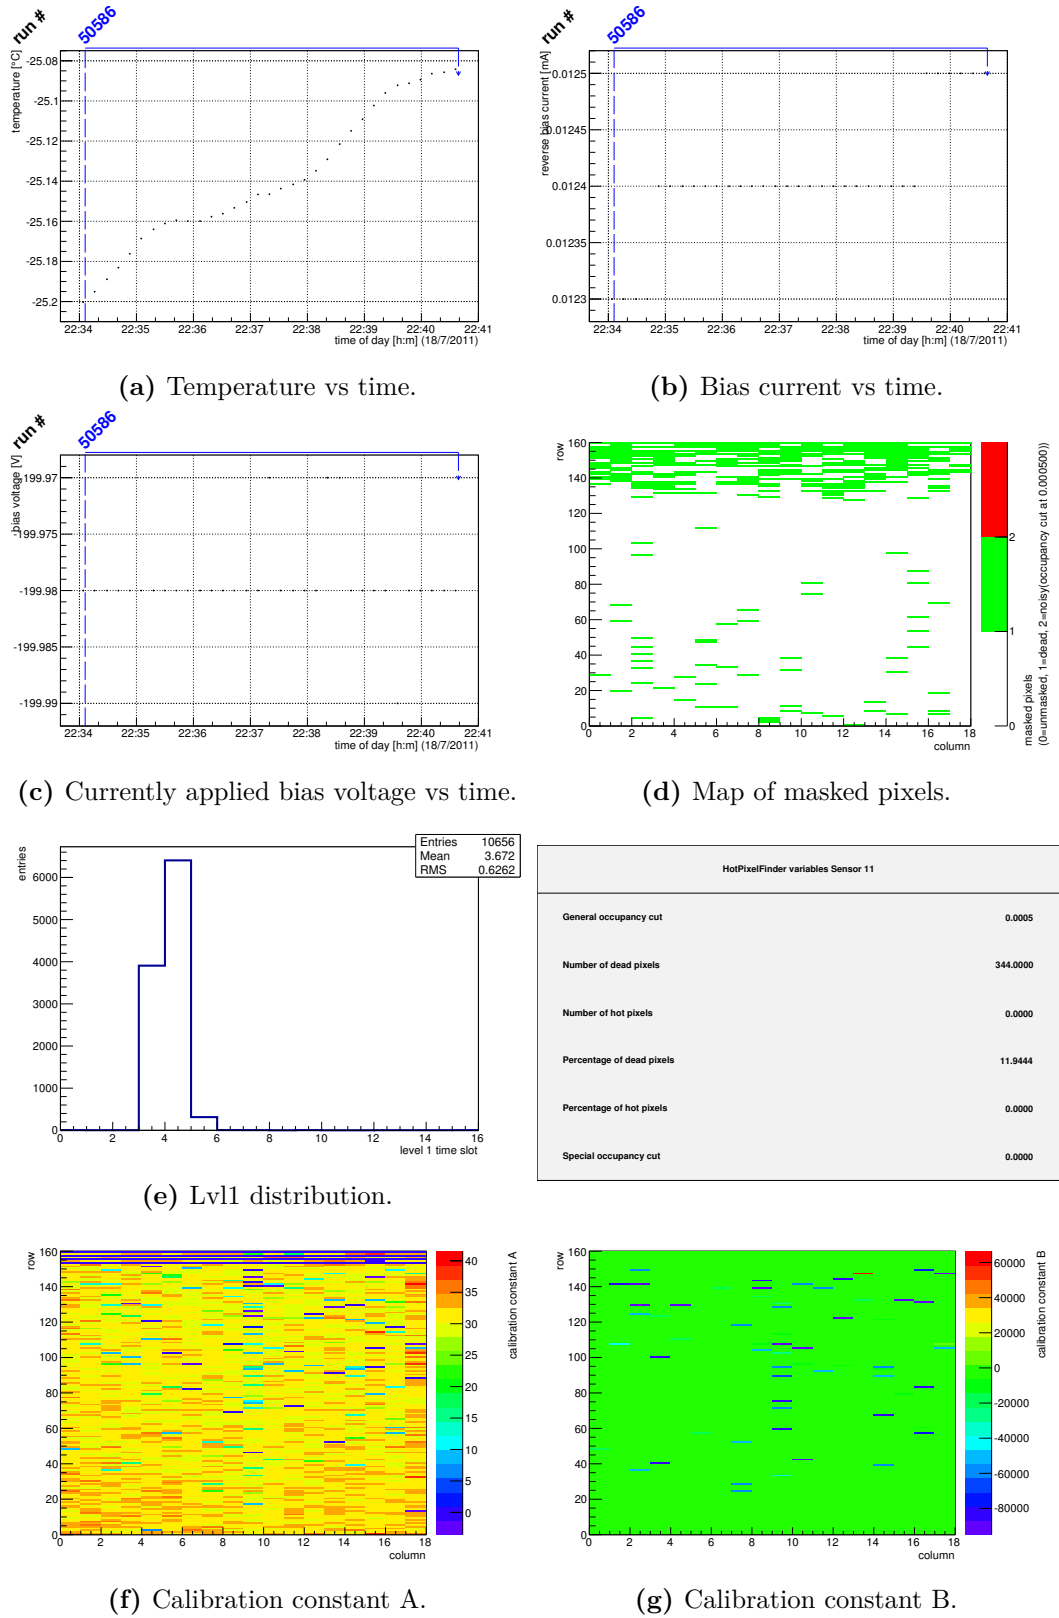 run #
50586
temperature [°C]
-25.08
-25.1
-25.12
-25.14
-25.16
-25.18
-25.2
22:34 22:35 22:36 22:37 22:38 22:39 22:40 22:41
time of day [h:m] (18/7/2011)
(a) Temperature vs time.
run #
50586
reverse bias current [mA]
0.0125
0.01245
0.0124
0.01235
0.0123
22:34 22:35 22:36 22:37 22:38 22:39 22:40 22:41
time of day [h:m] (18/7/2011)
(b) Bias current vs time.
run #
50586
bias voltage [V]
-199.97
-199.975
-199.98
-199.985
-199.99
22:34 22:35 22:36 22:37 22:38 22:39 22:40 22:41
time of day [h:m] (18/7/2011)
(c) Currently applied bias voltage vs time.
row
160
140
120
100
80
60
40
20
0
0 2 4 6 8 10 12 14 16 18
column
2
1
0
masked pixels
(0=unmasked, 1=dead, 2=noisy(occupancy cut at 0.000500))
(d) Map of masked pixels.
entries
6000
5000
4000
3000
2000
1000
0
0 2 4 6 8 10 12 14 16
level 1 time slot
Entries 10656
Mean 3.672
RMS 0.6262
(e) Lvl1 distribution.
HotPixelFinder variables Sensor 11
General occupancy cut 0.0005
Number of dead pixels 344.0000
Number of hot pixels 0.0000
Percentage of dead pixels 11.9444
Percentage of hot pixels 0.0000
Special occupancy cut 0.0000
row
160
140
120
100
80
60
40
20
0
0 2 4 6 8 10 12 14 16 18
column
40
35
30
25
20
15
10
5
0
calibration constant A
(f) Calibration constant A.
row
160
140
120
100
80
60
40
20
0
0 2 4 6 8 10 12 14 16 18
column
60000
40000
20000
0
-20000
-40000
-60000
-80000
calibration constant B
(g) Calibration constant B.